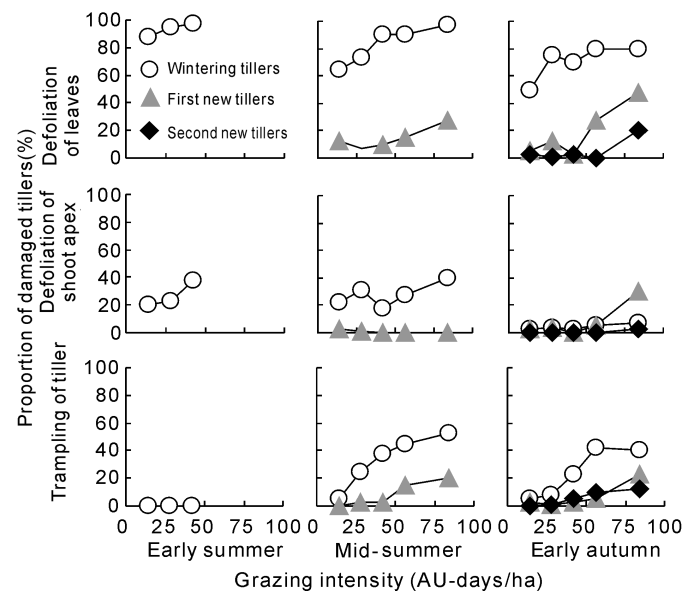 Proportion of damaged tillers(%)
Defoliation
of leaves
100
80
60
40
20
0
Wintering tillers
First new tillers
Second new tillers
Defoliation of
shoot apex
100
80
60
40
20
0
Trampling of tiller
100
80
60
40
20
0
0 25 50 75 100 0 25 50 75 100 0 25 50 75 100
Early summer Mid-summer Early autumn
Grazing intensity (AU-days/ha)